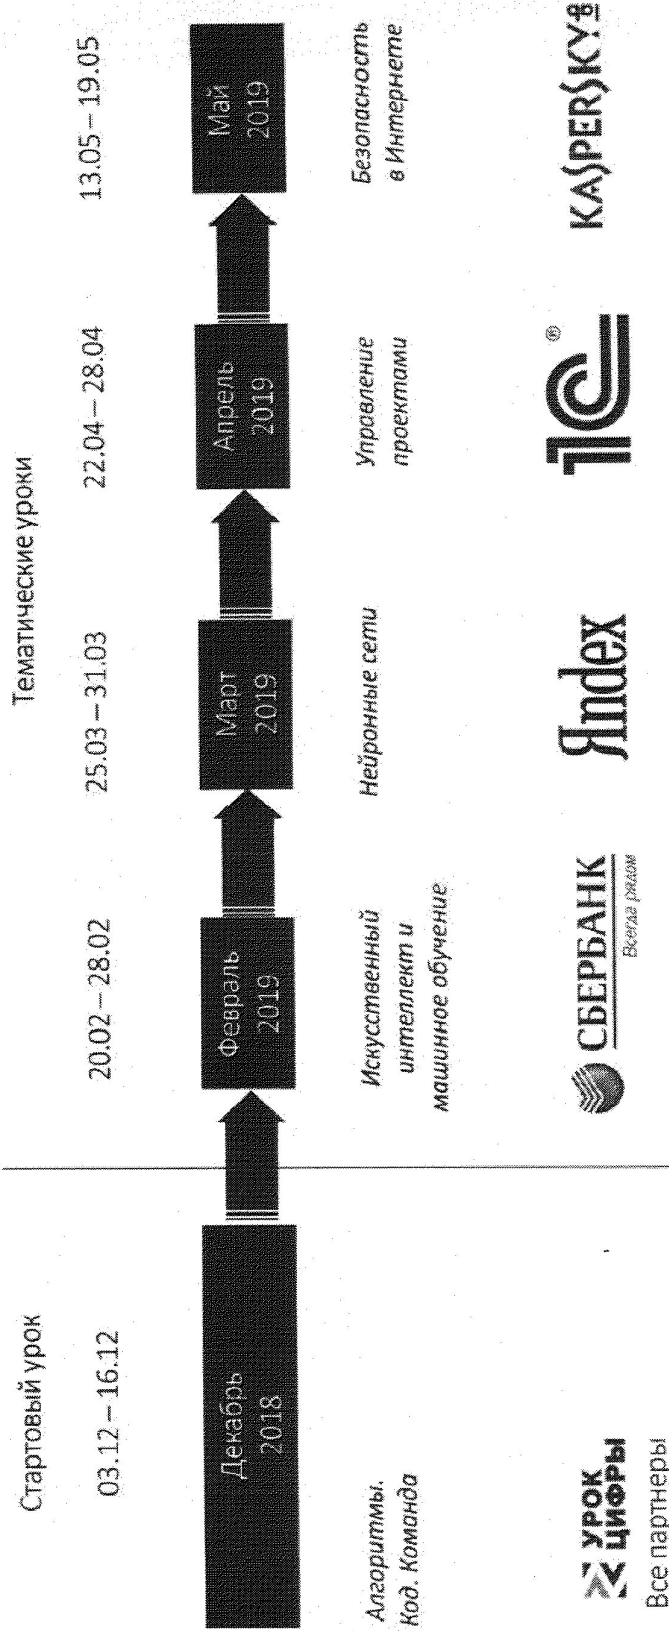 Стартовый урок
Тематические уроки
03.12 – 16.12
20.02 – 28.02
25.03 – 31.03
22.04 – 28.04
13.05 – 19.05
Декабрь
2018
Февраль
2019
Март
2019
Апрель
2019
Май
2019
Алгоритмы.
Код. Команда
Искусственный
интеллект и
машинное обучение
Нейронные сети
Управление
проектами
Безопасность
в Интернете
УРОК
ЦИФРЫ
Все партнеры
СБЕРБАНК
Всегда рядом
Яndex
1С®
KASPERSKY